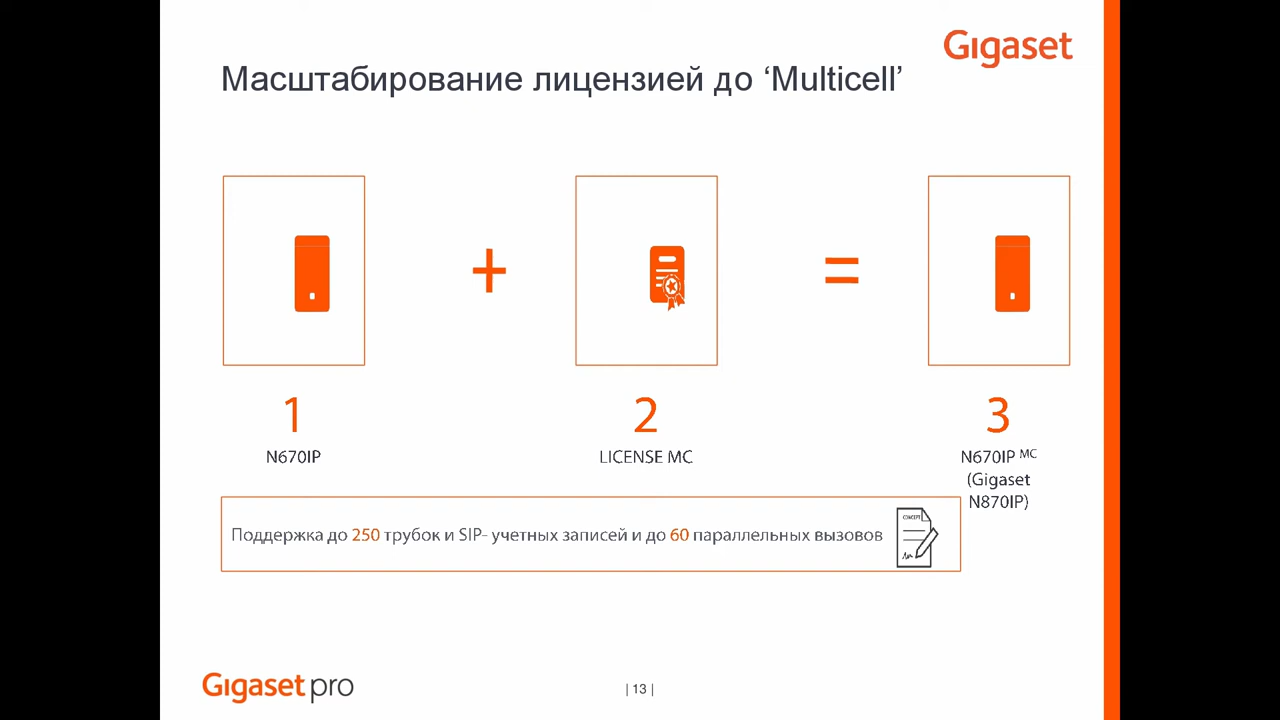 Gigaset
Масштабирование лицензией до ‘Multicell’
+
=
1
2
3
N670IP
LICENSE MC
N670IP MC
(Gigaset
N870IP)
Поддержка до 250 трубок и SIP- учетных записей и до 60 параллельных вызовов
CONCEPT
Gigaset pro
| 13 |